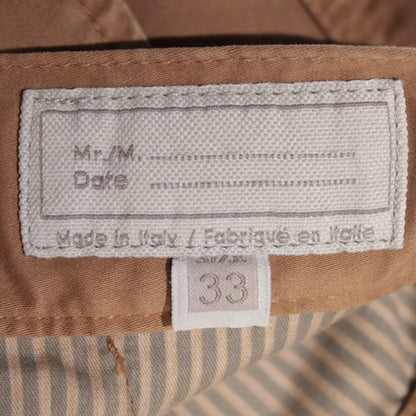 Mr./M. ........................
Date ........................
Made in Italy / Fabriqué en Italie
33